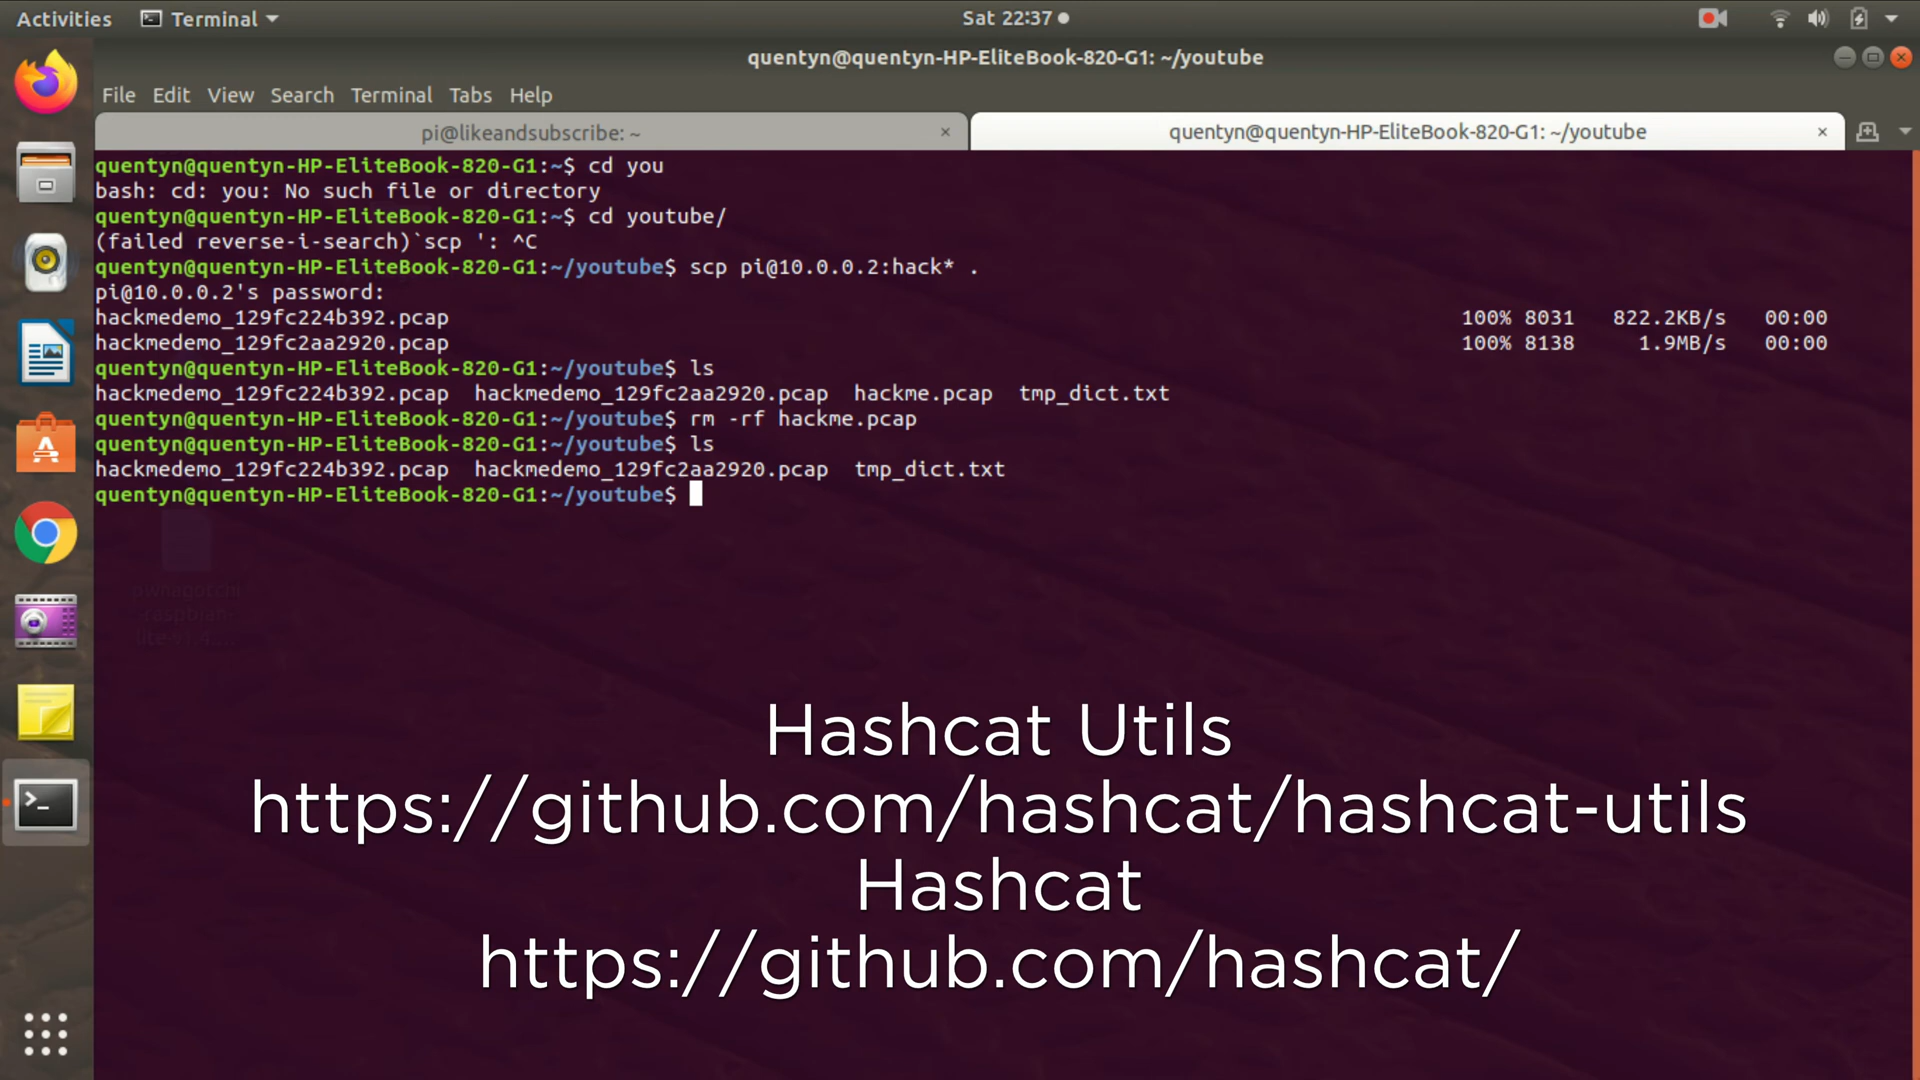 Activities Terminal Sat 22:37
quentyn@quentyn-HP-EliteBook-820-G1: ~/youtube
File Edit View Search Terminal Tabs Help
pi@likeandsubscribe: ~ × quentyn@quentyn-HP-EliteBook-820-G1: ~/youtube ×
quentyn@quentyn-HP-EliteBook-820-G1:~$ cd you
bash: cd: you: No such file or directory
quentyn@quentyn-HP-EliteBook-820-G1:~$ cd youtube/
(failed reverse-i-search)`scp ': ^C
quentyn@quentyn-HP-EliteBook-820-G1:~/youtube$ scp pi@10.0.0.2:hack* .
pi@10.0.0.2's password:
hackmedemo_129fc224b392.pcap 100% 8031 822.2KB/s 00:00
hackmedemo_129fc2aa2920.pcap 100% 8138 1.9MB/s 00:00
quentyn@quentyn-HP-EliteBook-820-G1:~/youtube$ ls
hackmedemo_129fc224b392.pcap hackmedemo_129fc2aa2920.pcap hackme.pcap tmp_dict.txt
quentyn@quentyn-HP-EliteBook-820-G1:~/youtube$ rm -rf hackme.pcap
quentyn@quentyn-HP-EliteBook-820-G1:~/youtube$ ls
hackmedemo_129fc224b392.pcap hackmedemo_129fc2aa2920.pcap tmp_dict.txt
quentyn@quentyn-HP-EliteBook-820-G1:~/youtube$
pwnagotchi
-raspbian-
Hashcat Utils
https://github.com/hashcat/hashcat-utils
Hashcat
https://github.com/hashcat/